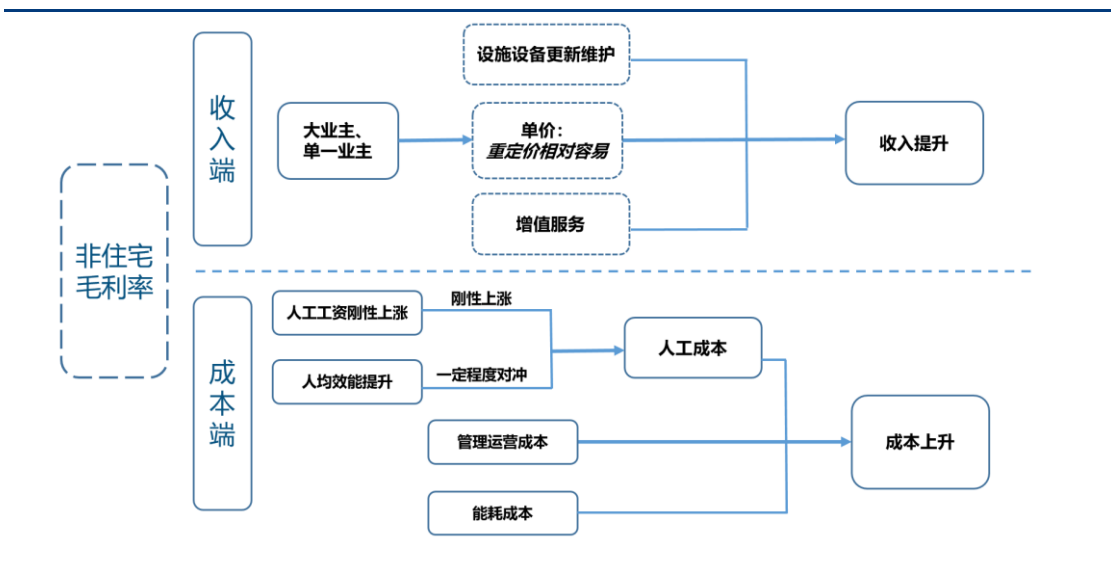 非住宅
毛利率
收
入
端
大业主、
单一业主
设施设备更新维护
单价：
重定价相对容易
增值服务
收入提升
成
本
端
人工工资刚性上涨
刚性上涨
人均效能提升
一定程度对冲
人工成本
管理运营成本
能耗成本
成本上升